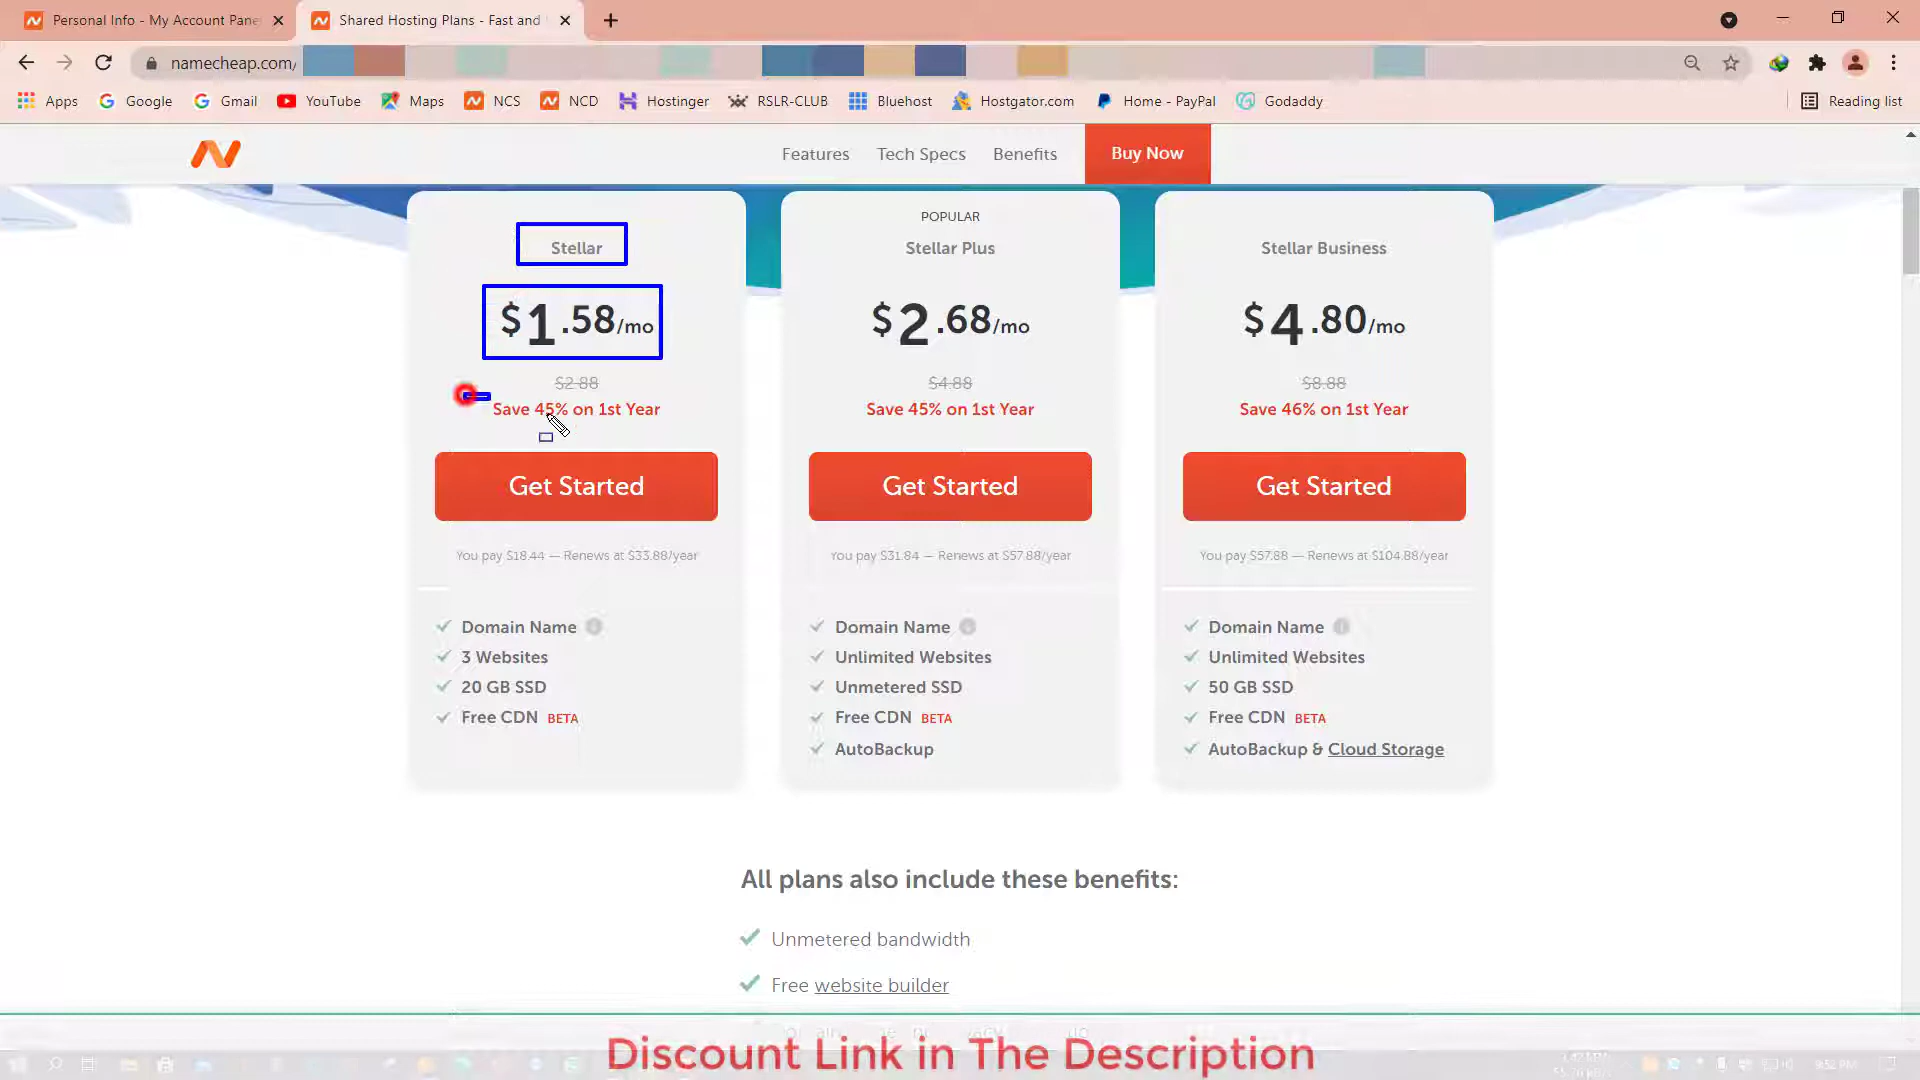 Personal Info - My Account Pane
Shared Hosting Plans - Fast and
namecheap.com/
Apps Google Gmail YouTube Maps NCS NCD Hostinger RSLR-CLUB Bluehost Hostgator.com Home - PayPal Godaddy Reading list
Features Tech Specs Benefits Buy Now
Stellar
$1.58/mo
$2.88
Save 45% on 1st Year
Get Started
You pay $18.44 — Renews at $33.88/year
Domain Name
3 Websites
20 GB SSD
Free CDN BETA
POPULAR
Stellar Plus
$2.68/mo
$4.88
Save 45% on 1st Year
Get Started
You pay $31.84 — Renews at $57.88/year
Domain Name
Unlimited Websites
Unmetered SSD
Free CDN BETA
AutoBackup
Stellar Business
$4.80/mo
$8.88
Save 46% on 1st Year
Get Started
You pay $57.88 — Renews at $104.88/year
Domain Name
Unlimited Websites
50 GB SSD
Free CDN BETA
AutoBackup & Cloud Storage
All plans also include these benefits:
Unmetered bandwidth
Free website builder
Discount Link in The Description
9:52 PM